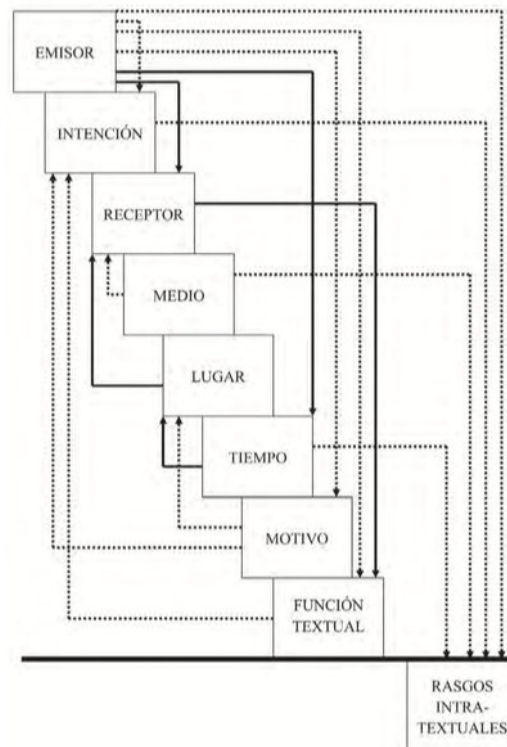 EMISOR
INTENCIÓN
RECEPTOR
MEDIO
LUGAR
TIEMPO
MOTIVO
FUNCIÓN
TEXTUAL
RASGOS
INTRA-
TEXTUALES